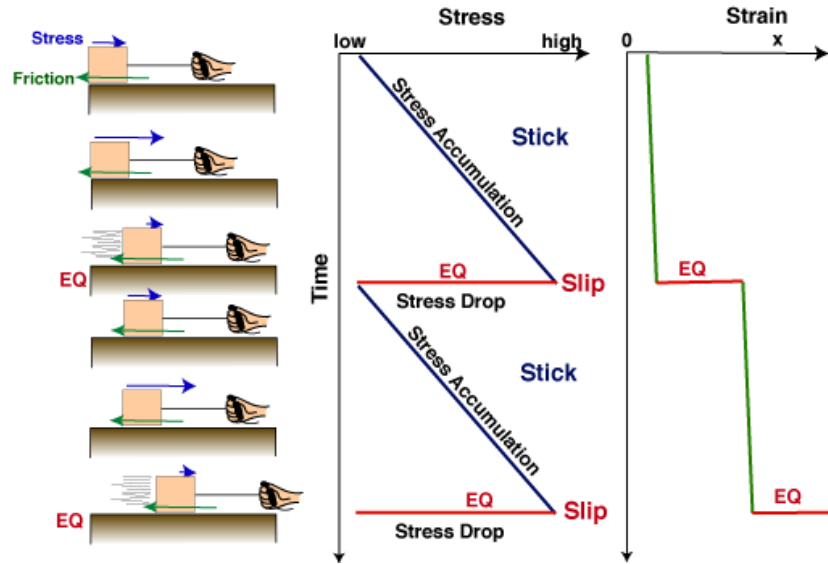 Stress
Friction
EQ
EQ
Stress
low
high
Time
Stress Accumulation
Stick
EQ
Slip
Stress Drop
Stress Accumulation
Stick
EQ
Slip
Stress Drop
Strain
0
x
EQ
EQ